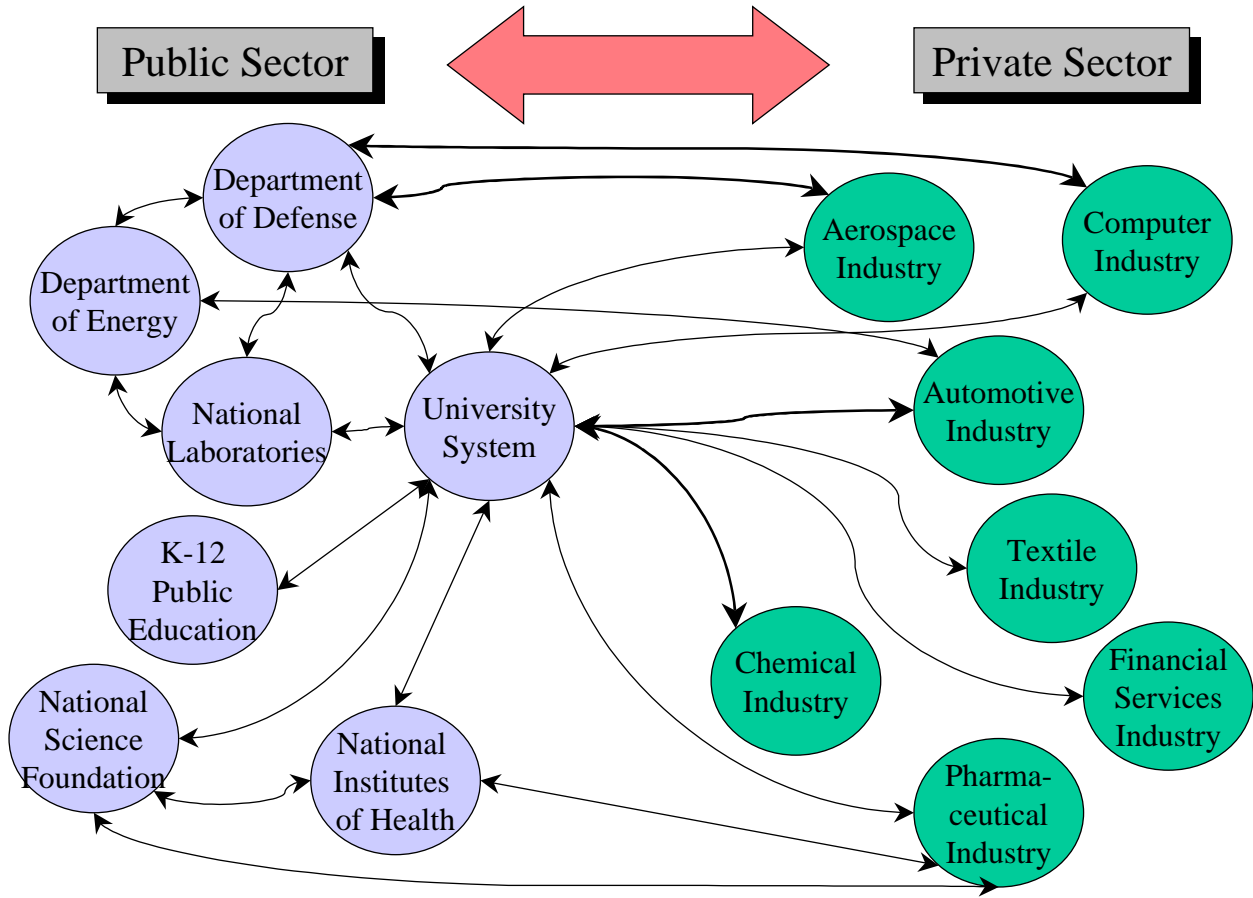 Public Sector
Private Sector
Department
of Defense
Aerospace
Industry
Computer
Industry
Department
of Energy
National
Laboratories
University
System
Automotive
Industry
K-12
Public
Education
Textile
Industry
Chemical
Industry
Financial
Services
Industry
National
Science
Foundation
National
Institutes
of Health
Pharma-
ceutical
Industry